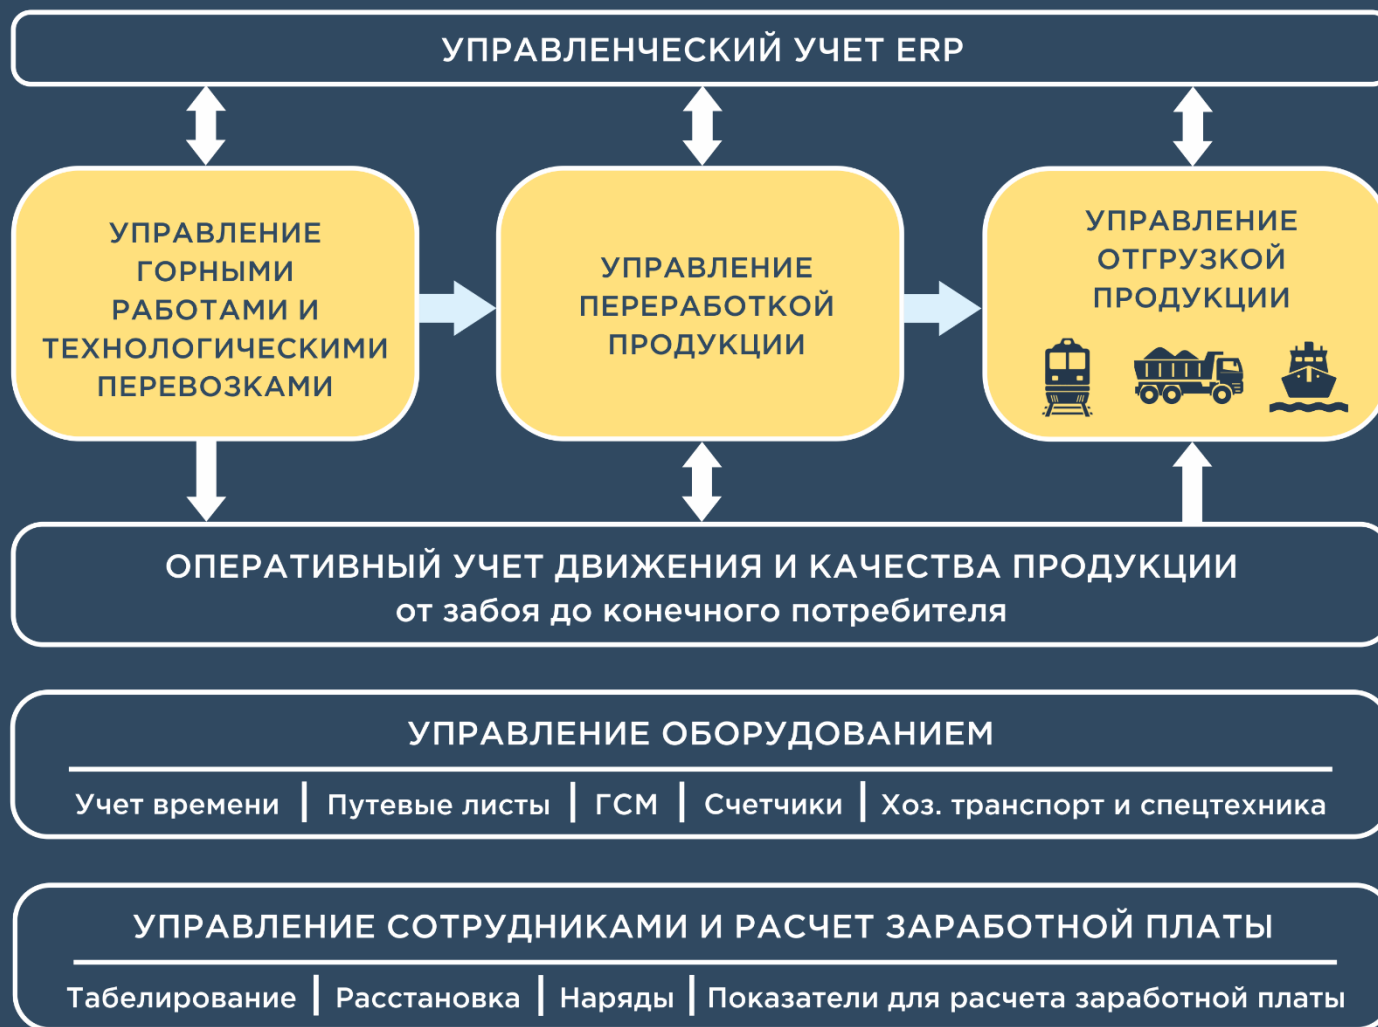 УПРАВЛЕНЧЕСКИЙ УЧЕТ ERP
УПРАВЛЕНИЕ
ГОРНЫМИ
РАБОТАМИ И
ТЕХНОЛОГИЧЕСКИМИ
ПЕРЕВОЗКАМИ
УПРАВЛЕНИЕ
ПЕРЕРАБОТКОЙ
ПРОДУКЦИИ
УПРАВЛЕНИЕ
ОТГРУЗКОЙ
ПРОДУКЦИИ
ОПЕРАТИВНЫЙ УЧЕТ ДВИЖЕНИЯ И КАЧЕСТВА ПРОДУКЦИИ
от забоя до конечного потребителя
УПРАВЛЕНИЕ ОБОРУДОВАНИЕМ
Учет времени | Путевые листы | ГСМ | Счетчики | Хоз. транспорт и спецтехника
УПРАВЛЕНИЕ СОТРУДНИКАМИ И РАСЧЕТ ЗАРАБОТНОЙ ПЛАТЫ
Табелирование | Расстановка | Наряды | Показатели для расчета заработной платы